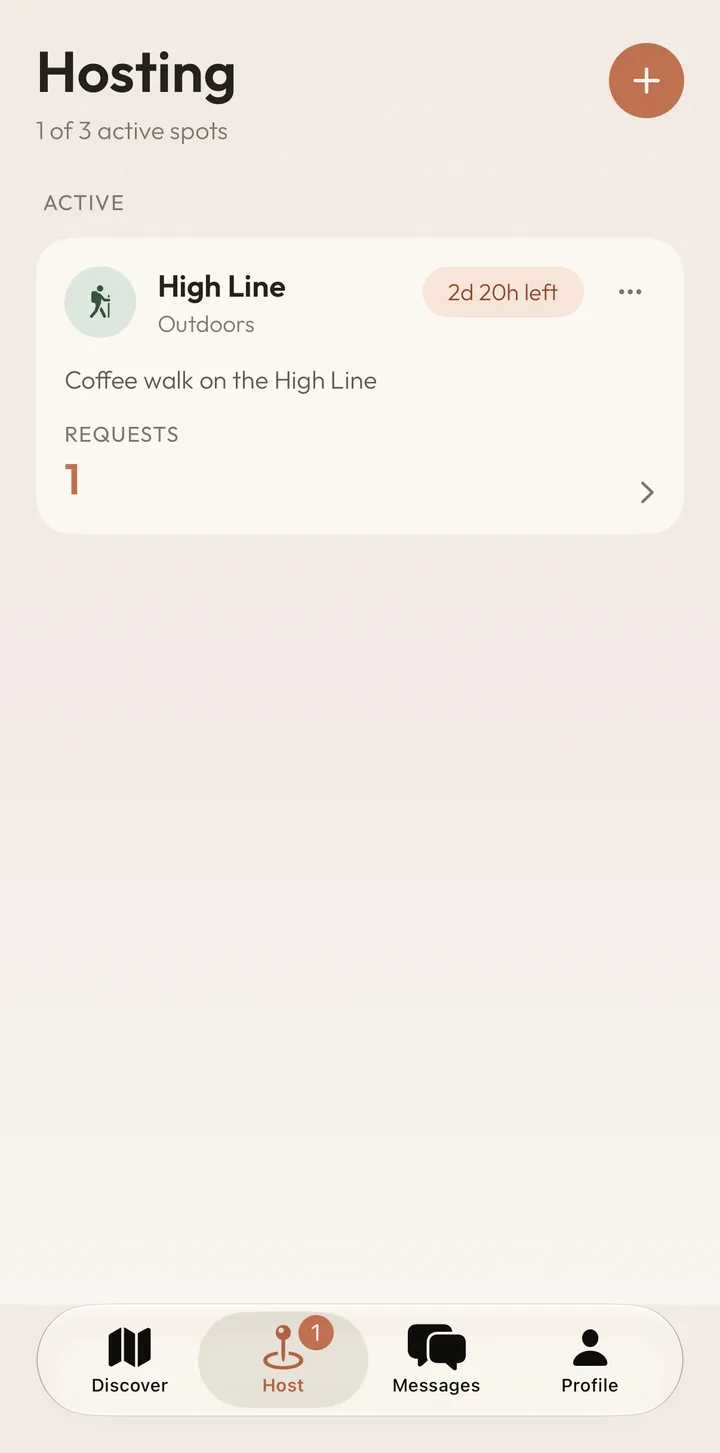 Hosting
1 of 3 active spots
ACTIVE
High Line
2d 20h left
Outdoors
Coffee walk on the High Line
REQUESTS
1
1
Discover
Host
Messages
Profile